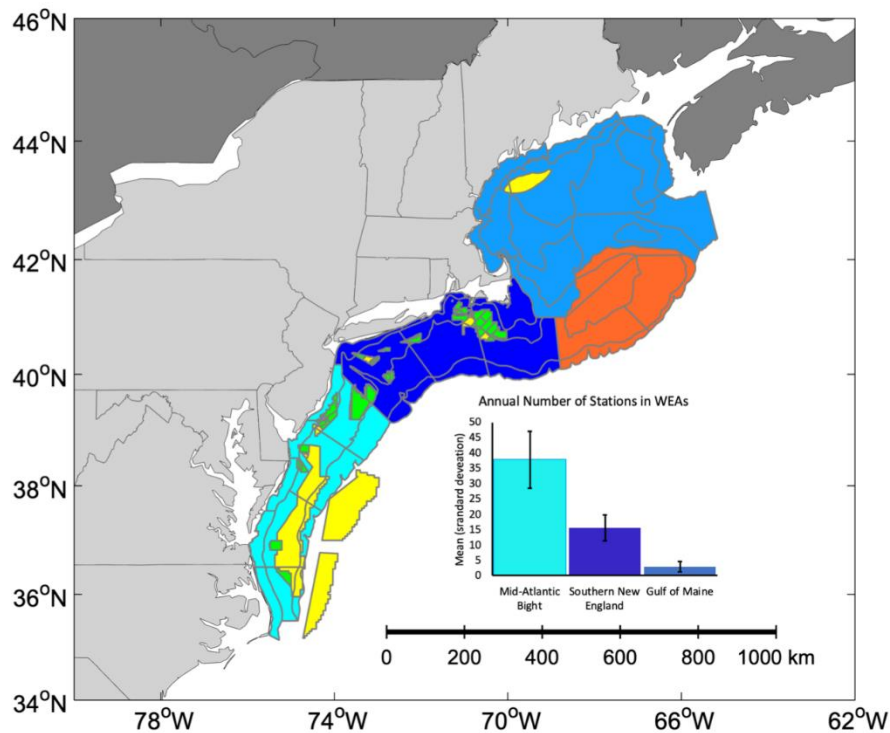 46°N
44°N
42°N
40°N
38°N
36°N
34°N
Annual Number of Stations in WEAs
Mean (srandard deveation)
50
45
40
35
30
25
20
15
10
5
0
Mid-Atlantic
Bight
Southern New
England
Gulf of Maine
0 200 400 600 800 1000 km
78°W 74°W 70°W 66°W 62°W